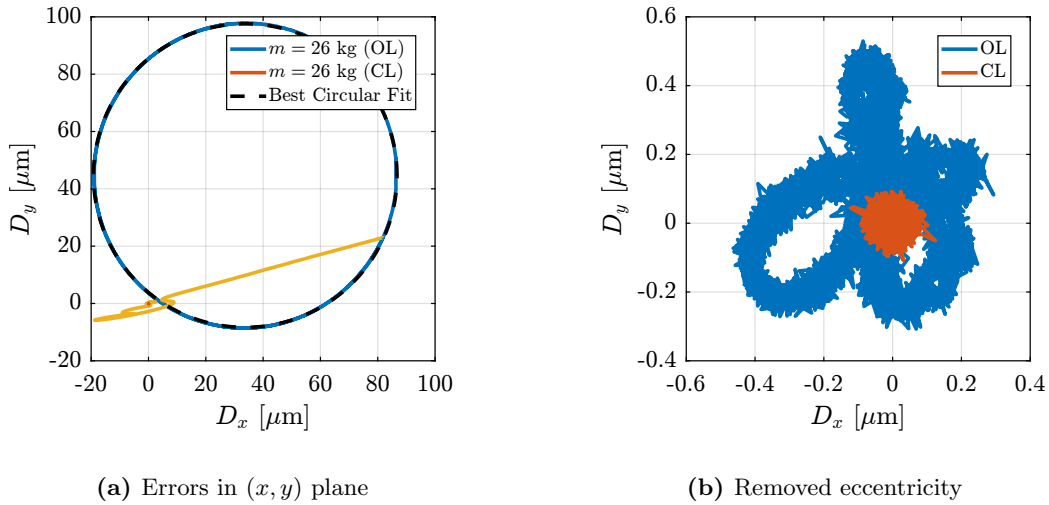 100
80
60
40
20
0
-20
-20
0
20
40
60
80
100
D_y [μm]
D_x [μm]
m = 26 kg (OL)
m = 26 kg (CL)
Best Circular Fit
(a) Errors in (x, y) plane
0.6
0.4
0.2
0
-0.2
-0.4
-0.6
-0.4
-0.2
0
0.2
0.4
D_y [μm]
D_x [μm]
OL
CL
(b) Removed eccentricity